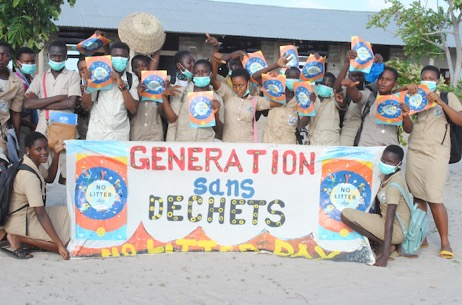 GENERATION
sans
DECHETS
NO LITTER
NO LITTER
NO LITTER DAY